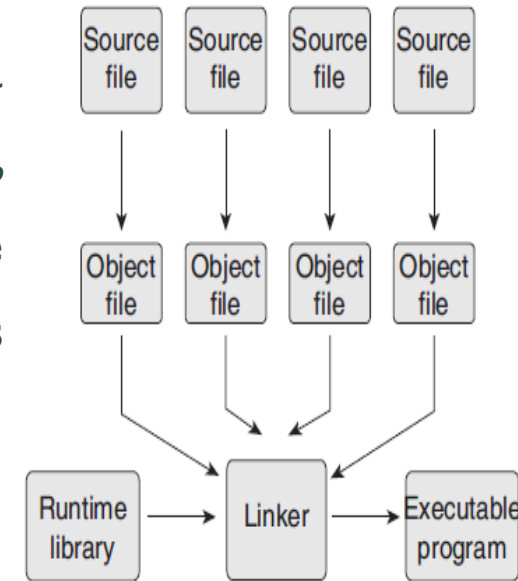 Source Source Source Source
file file file file
Object Object Object Object
file file file file
Runtime Linker Executable
library program